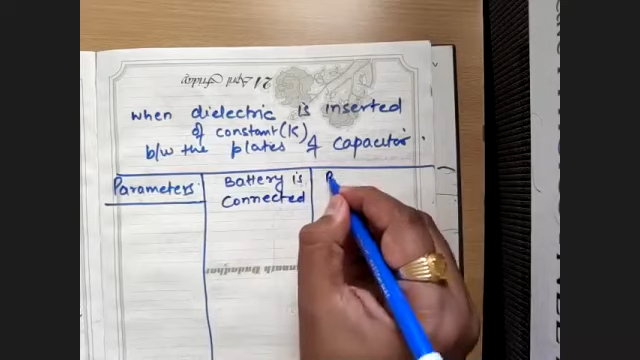 21 April Friday
when dielectric is inserted
of constant (K)
b/w the plates of capacitor.
Parameters. Battery is B
Connected